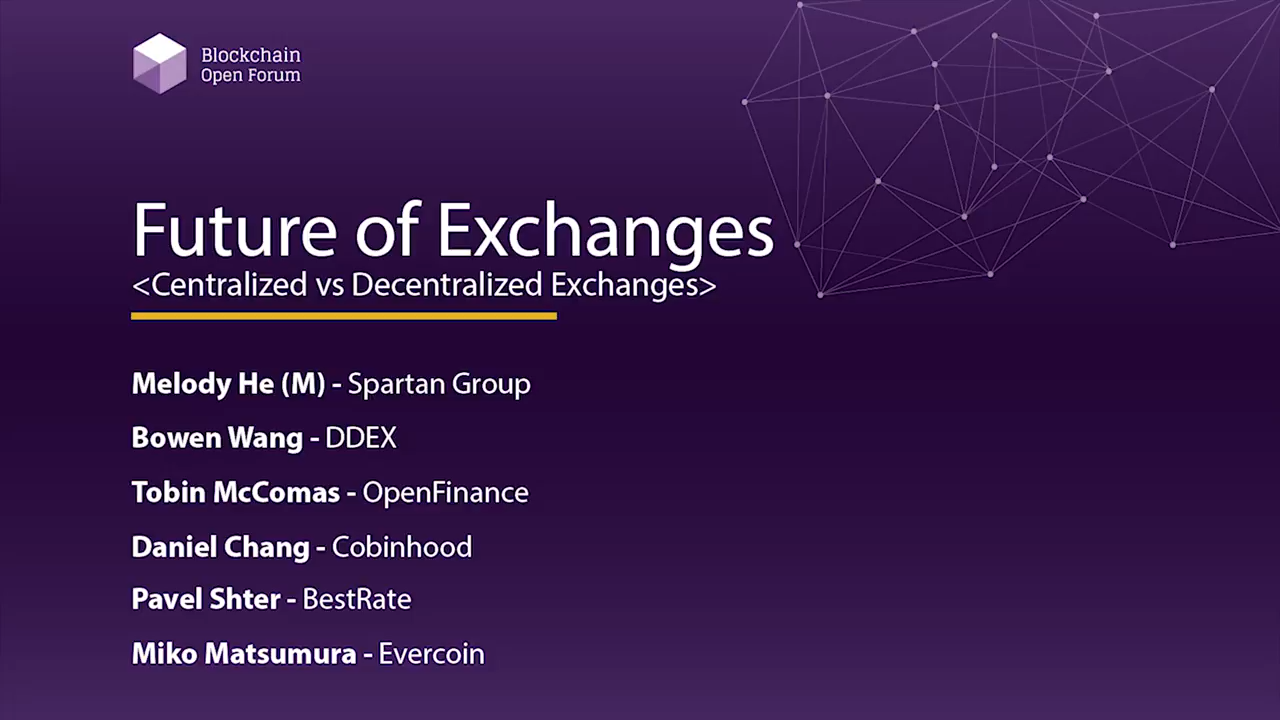 Blockchain
Open Forum
Future of Exchanges
<Centralized vs Decentralized Exchanges>
Melody He (M) - Spartan Group
Bowen Wang - DDEX
Tobin McComas - OpenFinance
Daniel Chang - Cobinhood
Pavel Shter - BestRate
Miko Matsumura - Evercoin